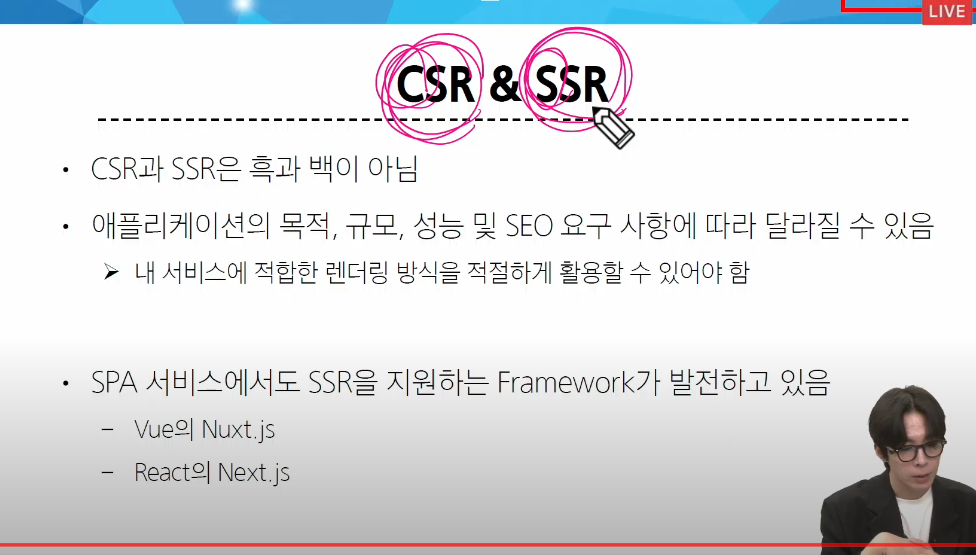 LIVE
CSR & SSR
• CSR과 SSR은 흑과 백이 아님
• 애플리케이션의 목적, 규모, 성능 및 SEO 요구 사항에 따라 달라질 수 있음
➢ 내 서비스에 적합한 렌더링 방식을 적절하게 활용할 수 있어야 함
• SPA 서비스에서도 SSR을 지원하는 Framework가 발전하고 있음
– Vue의 Nuxt.js
– React의 Next.js